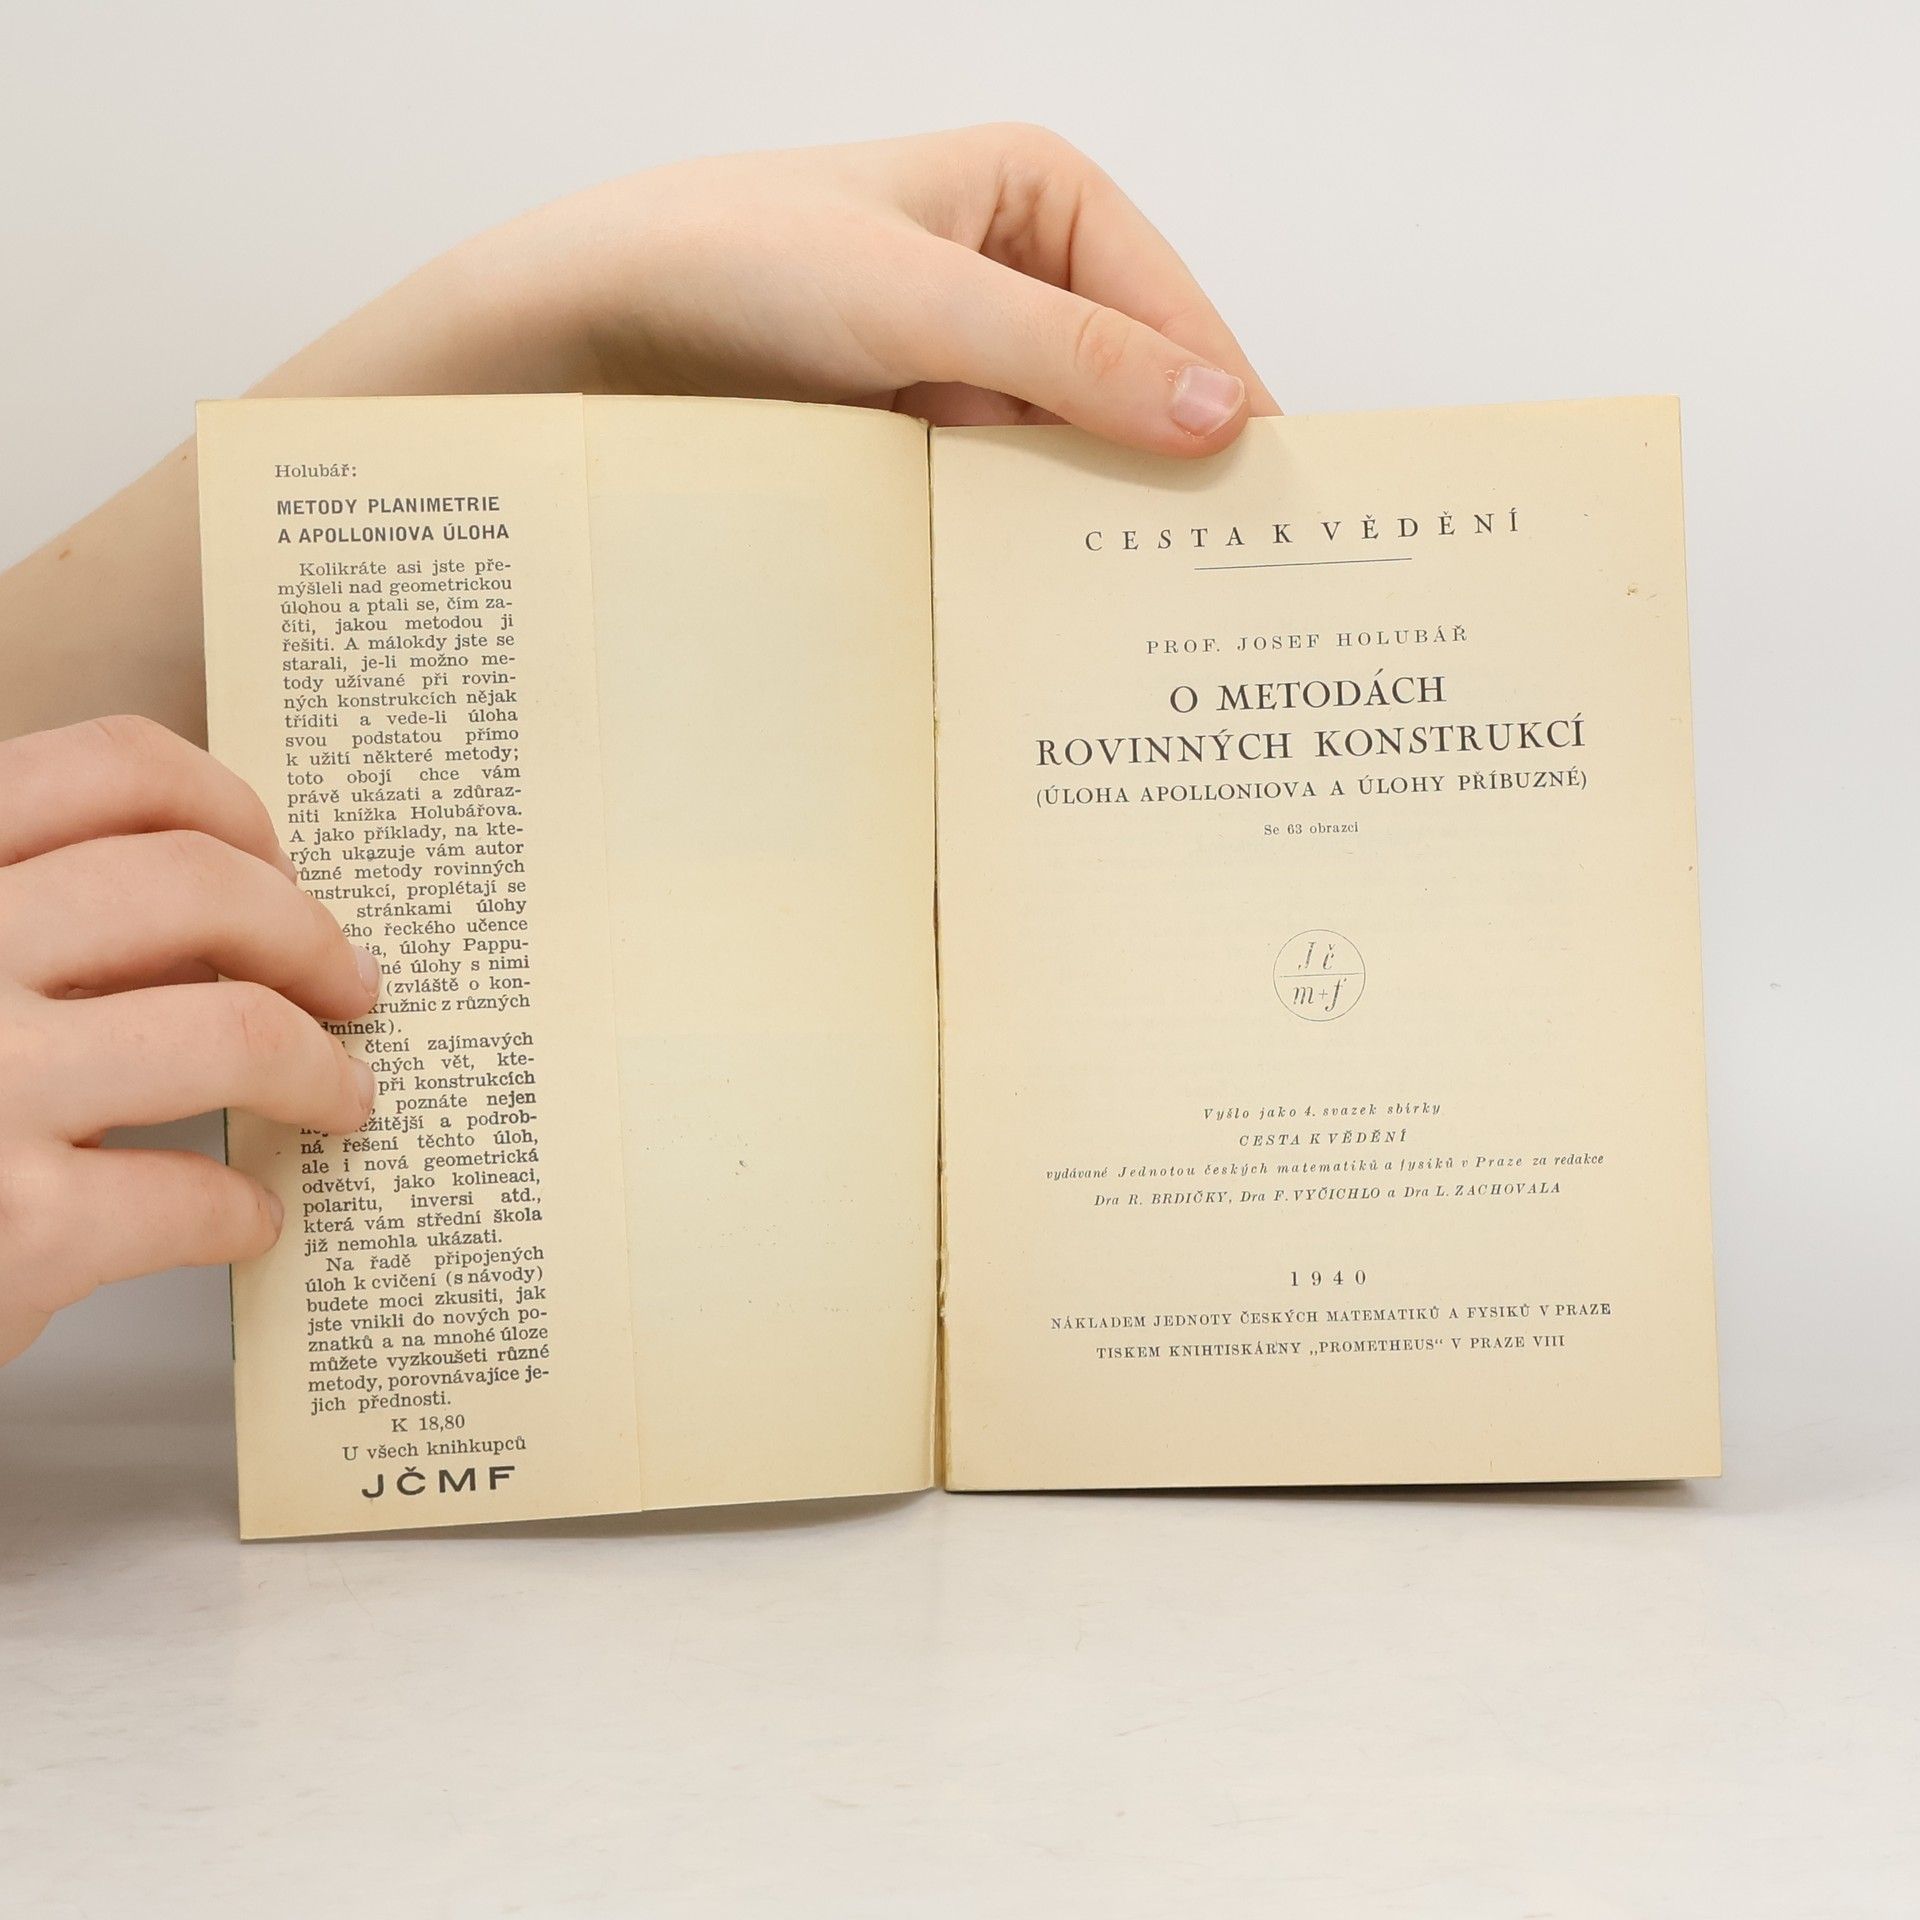 Holubář:
METODY PLANIMETRIE
A APOLLONIOVA ÚLOHA
Kolikráte asi jste pře-
mýšleli nad geometrickou
úlohou a ptali se, čím za-
číti, jakou metodou ji
řešiti. A málokdy jste se
starali, je-li možno me-
tody užívané při rovin-
ných konstrukcích nějak
tříditi a vede-li úloha
svou podstatou přímo
k užití některé metody;
toto obojí chce vám
právě ukázati a zdůraz-
niti knížka Holubářova.
A jako příklady, na kte-
rých ukazuje vám autor
různé metody rovinných
onstrukcí, proplétají se
stránkami úlohy
ého řeckého učence
ia, úlohy Pappu-
né úlohy s nimi
(zvláště o kon-
kružnic z různých
dmínek).
čtení zajímavých
chých vět, kte-
při konstrukcích
poznáte nejen
ežitější a podrob-
ná řešení těchto úloh,
ale i nová geometrická
odvětví, jako kolineaci,
polaritu, inversi atd.,
která vám střední škola
již nemohla ukázati.
Na řadě připojených
úloh k cvičení (s návody)
budete moci zkusiti, jak
jste vnikli do nových po-
znatků a na mnohé úloze
můžete vyzkoušeti různé
metody, porovnávajíce je-
jich přednosti.
K 18,80
U všech knihkupců
JČMF
CESTA K VĚDĚNÍ
PROF. JOSEF HOLUBÁŘ
O METODÁCH
ROVINNÝCH KONSTRUKCÍ
(ÚLOHA APOLLONIOVA A ÚLOHY PŘÍBUZNÉ)
Se 63 obrazci
J č
m+f
Vyšlo jako 4. svazek sbírky
CESTA K VĚDĚNÍ
vydávané Jednotou českých matematiků a fysiků v Praze za redakce
Dra R. BRDIČKY, Dra F. VYČICHLO a Dra L. ZACHOVALA
1940
NÁKLADEM JEDNOTY ČESKÝCH MATEMATIKŮ A FYSIKŮ V PRAZE
TISKEM KNIHTISKÁRNY „PROMETHEUS“ V PRAZE VIII